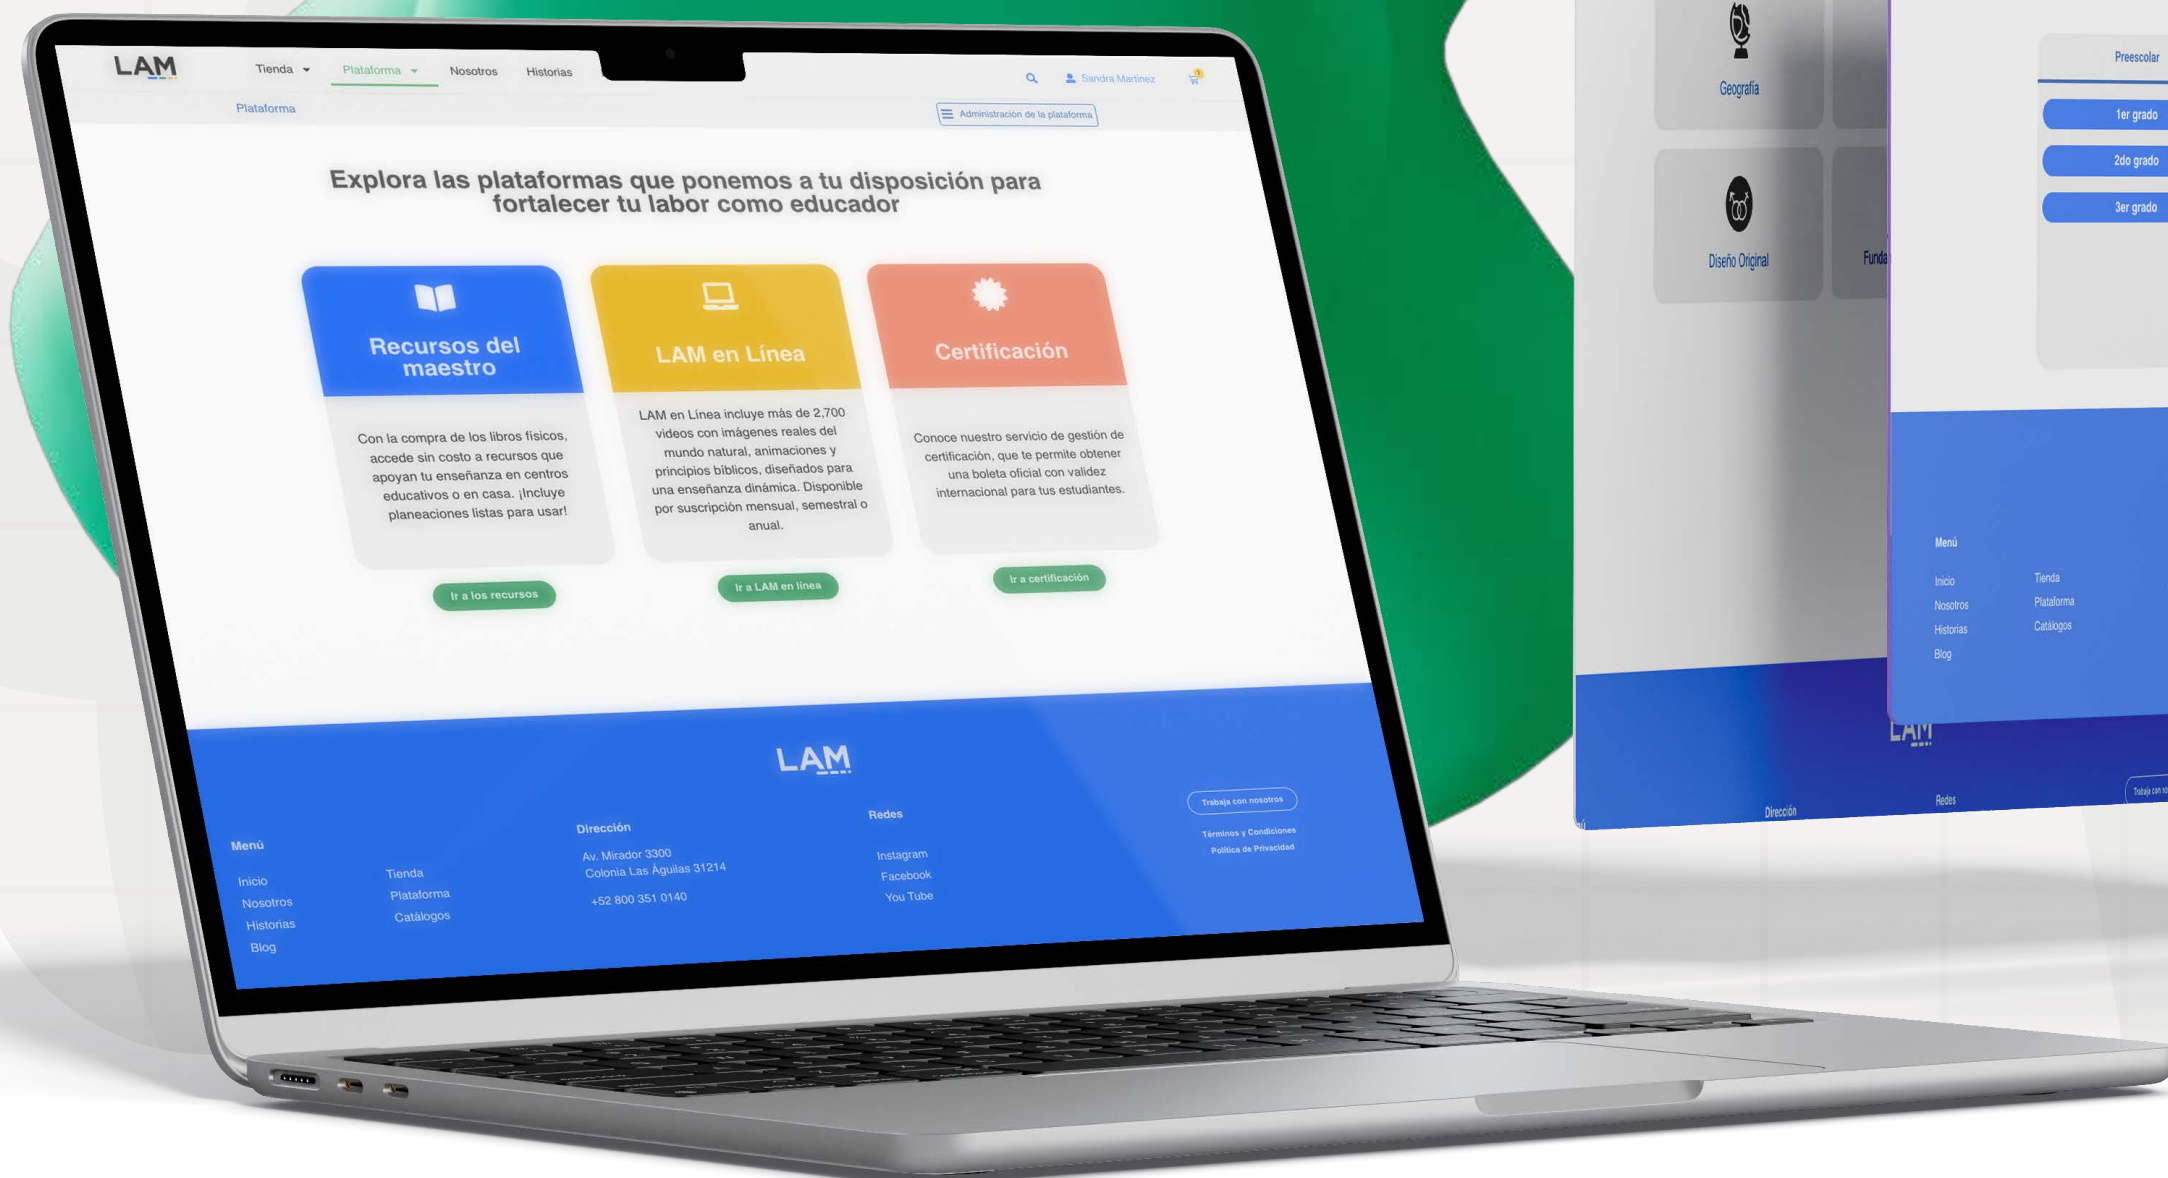 LAM
Tienda
Plataforma
Nosotros
Historias
Sandra Martinez
1
Plataforma
Administración de la plataforma
Explora las plataformas que ponemos a tu disposición para
fortalecer tu labor como educador
Recursos del
maestro
Con la compra de los libros físicos,
accede sin costo a recursos que
apoyan tu enseñanza en centros
educativos o en casa. ¡Incluye
planeaciones listas para usar!
Ir a los recursos
LAM en Línea
LAM en Línea incluye más de 2,700
videos con imágenes reales del
mundo natural, animaciones y
principios bíblicos, diseñados para
una enseñanza dinámica. Disponible
por suscripción mensual, semestral o
anual.
Ir a LAM en línea
Certificación
Conoce nuestro servicio de gestión de
certificación, que te permite obtener
una boleta oficial con validez
internacional para tus estudiantes.
Ir a certificación
LAM
Menú
Inicio
Nosotros
Historias
Blog
Tienda
Plataforma
Catálogos
Dirección
Av. Mirador 3300
Colonia Las Águilas 31214
+52 800 351 0140
Redes
Instagram
Facebook
You Tube
Trabaja con nosotros
Términos y Condiciones
Política de Privacidad
Geografía
Diseño Original
Funda
LAM
Dirección
Redes
Trabaja con no
Preescolar
1er grado
2do grado
3er grado
Menú
Inicio
Nosotros
Historias
Blog
Tienda
Plataforma
Catálogos